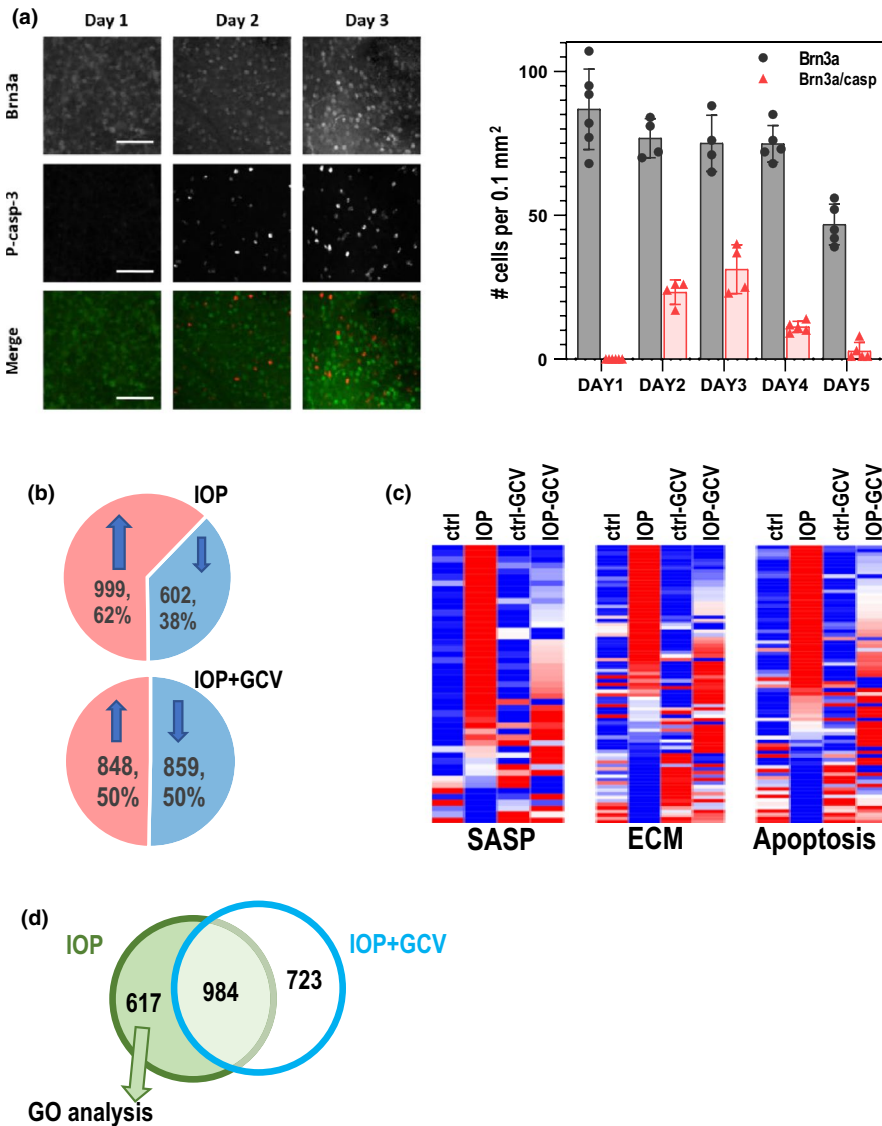 (a)
Day 1
Day 2
Day 3
Brn3a
P-casp-3
Merge
Brn3a
Brn3a/casp
# cells per 0.1 mm²
100
50
0
DAY1
DAY2
DAY3
DAY4
DAY5
(b)
IOP
999,
62%
602,
38%
IOP+GCV
848,
50%
859,
50%
(c)
ctrl
IOP
ctrl-GCV
IOP-GCV
ctrl
IOP
ctrl-GCV
IOP-GCV
ctrl
IOP
ctrl-GCV
IOP-GCV
SASP
ECM
Apoptosis
(d)
IOP
IOP+GCV
617
984
723
GO analysis